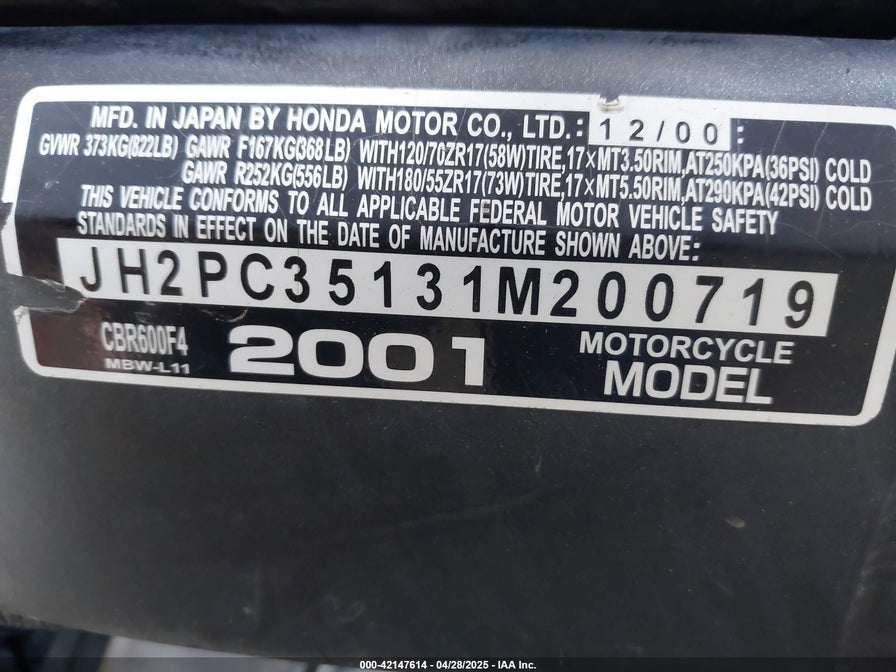 MFD. IN JAPAN BY HONDA MOTOR CO., LTD.: 12/00:
GVWR 373KG(822LB) GAWR F167KG(368LB) WITH120/70ZR17(58W)TIRE,17×MT3.50RIM,AT250KPA(36PSI) COLD
GAWR R252KG(556LB) WITH180/55ZR17(73W)TIRE,17×MT5.50RIM,AT290KPA(42PSI) COLD
THIS VEHICLE CONFORMS TO ALL APPLICABLE FEDERAL MOTOR VEHICLE SAFETY
STANDARDS IN EFFECT ON THE DATE OF MANUFACTURE SHOWN ABOVE:
JH2PC35131M200719
CBR600F4 2001 MOTORCYCLE
MBW-L11 MODEL
000-42147614 - 04/28/2025 - IAA Inc.